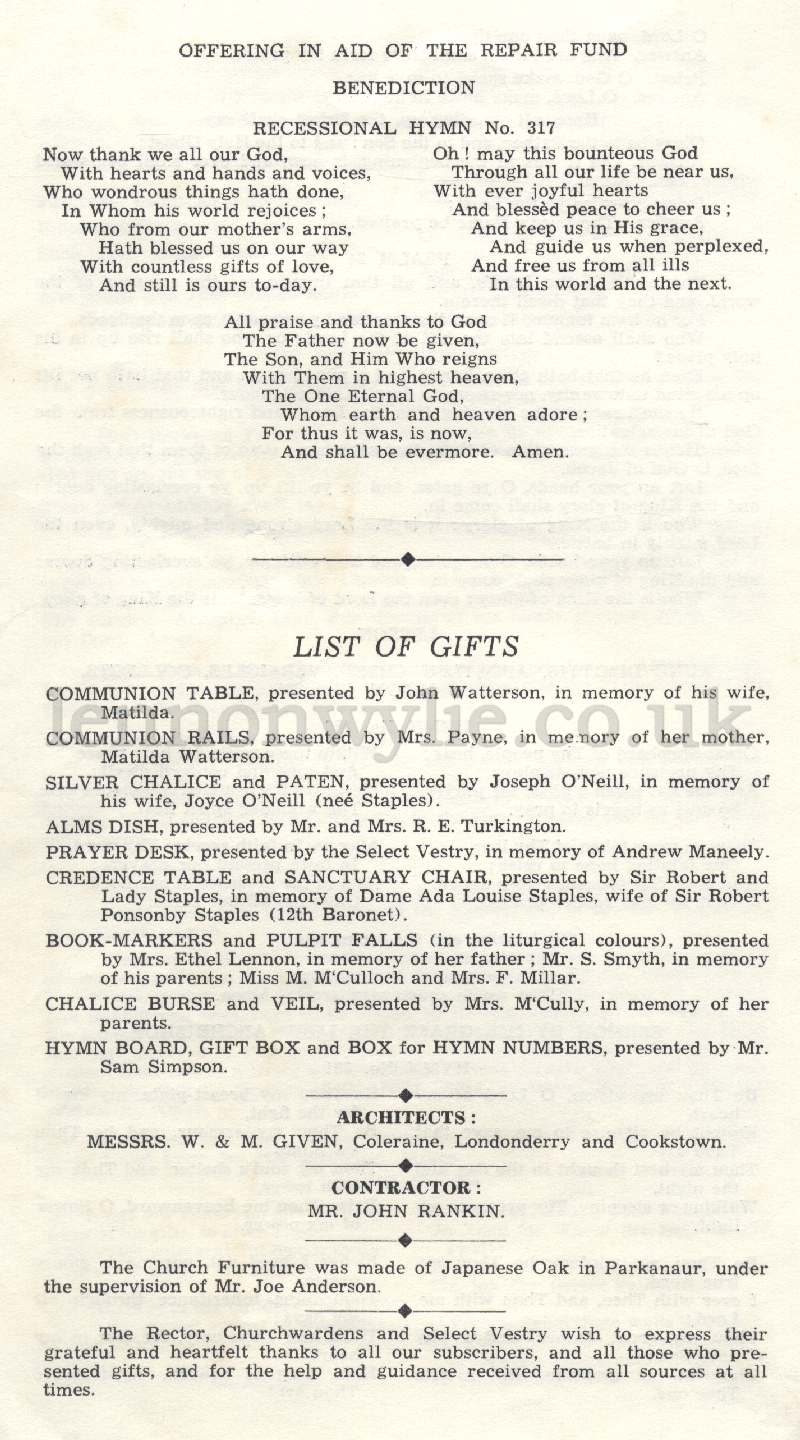 OFFERING IN AID OF THE REPAIR FUND
BENEDICTION
RECESSIONAL HYMN No. 317
Now thank we all our God,
With hearts and hands and voices,
Who wondrous things hath done,
In Whom his world rejoices ;
Who from our mother's arms,
Hath blessed us on our way
With countless gifts of love,
And still is ours to-day.
Oh ! may this bounteous God
Through all our life be near us,
With ever joyful hearts
And blessèd peace to cheer us ;
And keep us in His grace,
And guide us when perplexed,
And free us from all ills
In this world and the next.
All praise and thanks to God
The Father now be given,
The Son, and Him Who reigns
With Them in highest heaven,
The One Eternal God,
Whom earth and heaven adore ;
For thus it was, is now,
And shall be evermore. Amen.
LIST OF GIFTS
COMMUNION TABLE, presented by John Watterson, in memory of his wife,
Matilda.
lennonwylie.co.uk
COMMUNION RAILS, presented by Mrs. Payne, in memory of her mother,
Matilda Watterson.
SILVER CHALICE and PATEN, presented by Joseph O'Neill, in memory of
his wife, Joyce O'Neill (neé Staples).
ALMS DISH, presented by Mr. and Mrs. R. E. Turkington.
PRAYER DESK, presented by the Select Vestry, in memory of Andrew Maneely.
CREDENCE TABLE and SANCTUARY CHAIR, presented by Sir Robert and
Lady Staples, in memory of Dame Ada Louise Staples, wife of Sir Robert
Ponsonby Staples (12th Baronet).
BOOK-MARKERS and PULPIT FALLS (in the liturgical colours), presented
by Mrs. Ethel Lennon, in memory of her father ; Mr. S. Smyth, in memory
of his parents ; Miss M. M'Culloch and Mrs. F. Millar.
CHALICE BURSE and VEIL, presented by Mrs. M'Cully, in memory of her
parents.
HYMN BOARD, GIFT BOX and BOX for HYMN NUMBERS, presented by Mr.
Sam Simpson.
ARCHITECTS :
MESSRS. W. & M. GIVEN, Coleraine, Londonderry and Cookstown.
CONTRACTOR :
MR. JOHN RANKIN.
The Church Furniture was made of Japanese Oak in Parkanaur, under
the supervision of Mr. Joe Anderson.
The Rector, Churchwardens and Select Vestry wish to express their
grateful and heartfelt thanks to all our subscribers, and all those who pre-
sented gifts, and for the help and guidance received from all sources at all
times.